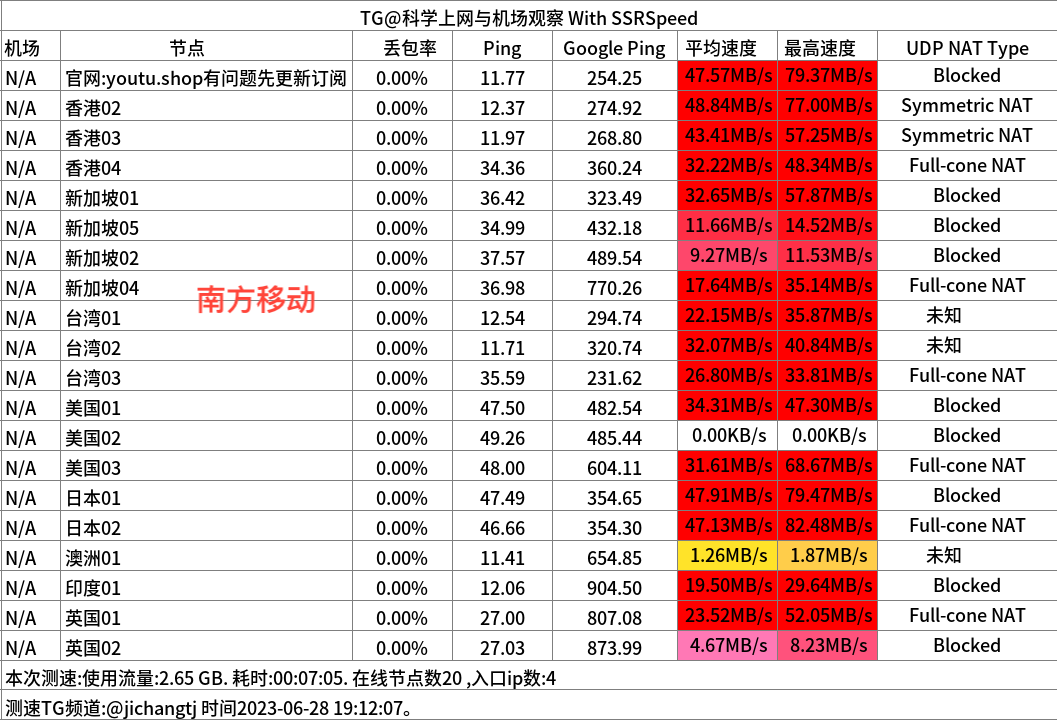 TG@科学上网与机场观察 With SSRSpeed
机场 节点 丢包率 Ping Google Ping 平均速度 最高速度 UDP NAT Type
N/A 官网:youtu.shop有问题先更新订阅 0.00% 11.77 254.25 47.57MB/s 79.37MB/s Blocked
N/A 香港02 0.00% 12.37 274.92 48.84MB/s 77.00MB/s Symmetric NAT
N/A 香港03 0.00% 11.97 268.80 43.41MB/s 57.25MB/s Symmetric NAT
N/A 香港04 0.00% 34.36 360.24 32.22MB/s 48.34MB/s Full-cone NAT
N/A 新加坡01 0.00% 36.42 323.49 32.65MB/s 57.87MB/s Blocked
N/A 新加坡05 0.00% 34.99 432.18 11.66MB/s 14.52MB/s Blocked
N/A 新加坡02 0.00% 37.57 489.54 9.27MB/s 11.53MB/s Blocked
N/A 新加坡04 0.00% 36.98 770.26 17.64MB/s 35.14MB/s Full-cone NAT
南方移动
N/A 台湾01 0.00% 12.54 294.74 22.15MB/s 35.87MB/s 未知
N/A 台湾02 0.00% 11.71 320.74 32.07MB/s 40.84MB/s 未知
N/A 台湾03 0.00% 35.59 231.62 26.80MB/s 33.81MB/s Full-cone NAT
N/A 美国01 0.00% 47.50 482.54 34.31MB/s 47.30MB/s Blocked
N/A 美国02 0.00% 49.26 485.44 0.00KB/s 0.00KB/s Blocked
N/A 美国03 0.00% 48.00 604.11 31.61MB/s 68.67MB/s Full-cone NAT
N/A 日本01 0.00% 47.49 354.65 47.91MB/s 79.47MB/s Blocked
N/A 日本02 0.00% 46.66 354.30 47.13MB/s 82.48MB/s Full-cone NAT
N/A 澳洲01 0.00% 11.41 654.85 1.26MB/s 1.87MB/s 未知
N/A 印度01 0.00% 12.06 904.50 19.50MB/s 29.64MB/s Blocked
N/A 英国01 0.00% 27.00 807.08 23.52MB/s 52.05MB/s Full-cone NAT
N/A 英国02 0.00% 27.03 873.99 4.67MB/s 8.23MB/s Blocked
本次测速:使用流量:2.65 GB. 耗时:00:07:05. 在线节点数20 ,入口ip数:4
测速TG频道:@jichangtj 时间2023-06-28 19:12:07。